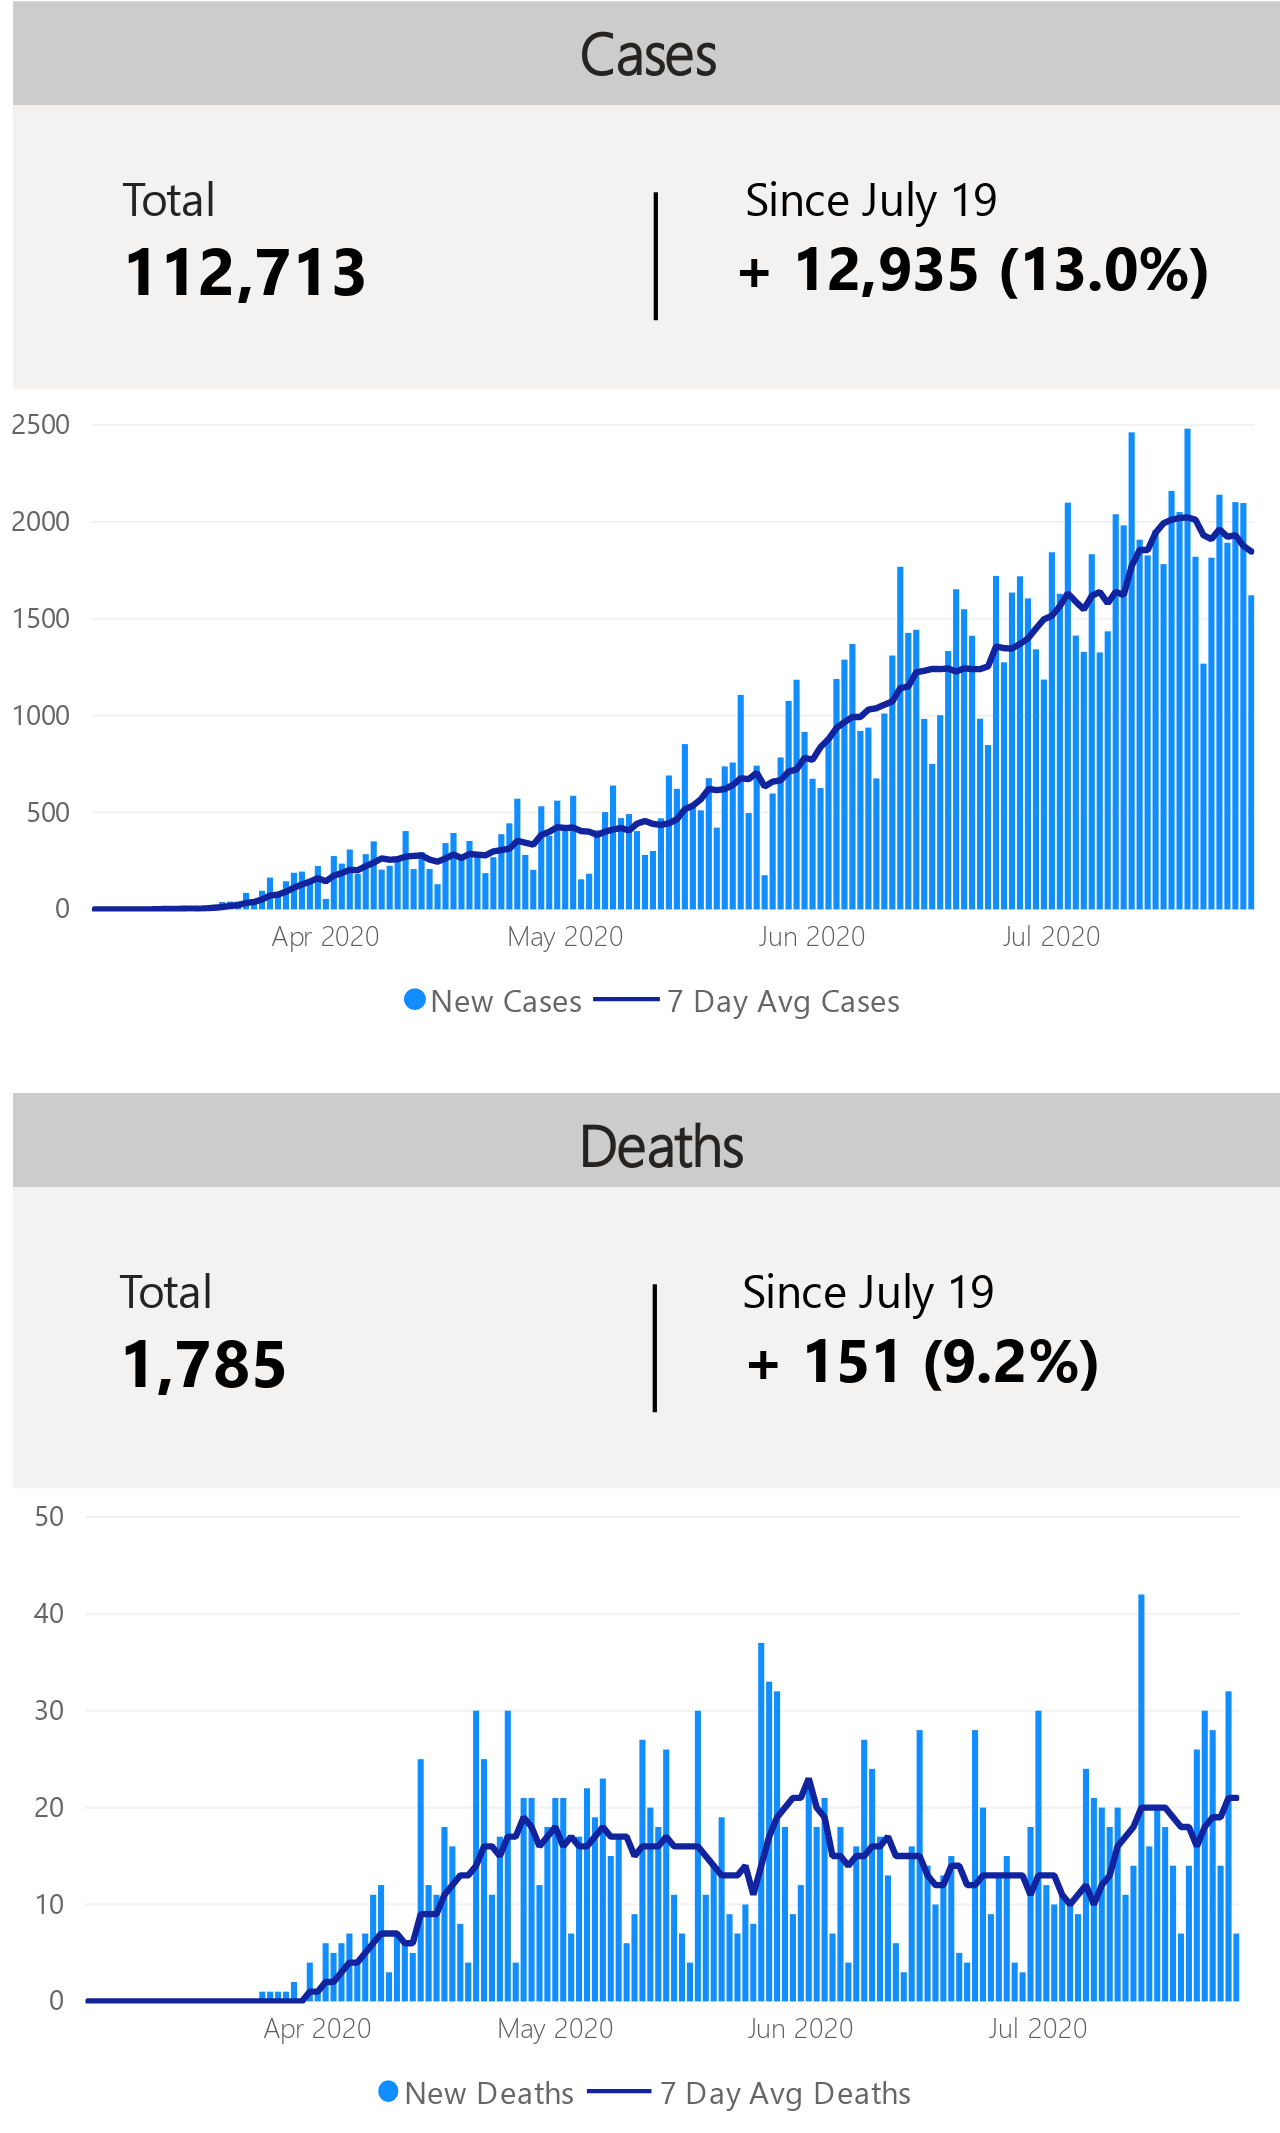 Cases
Total
Since July 19
112,713
+ 12,935 (13.0%)
2500
2000
1500
1000
500
0
Apr 2020 May 2020 Jun 2020 Jul 2020
New Cases 7 Day Avg Cases
Deaths
Total
Since July 19
1,785
+ 151 (9.2%)
50
40
30
20
10
0
Apr 2020 May 2020 Jun 2020 Jul 2020
New Deaths 7 Day Avg Deaths